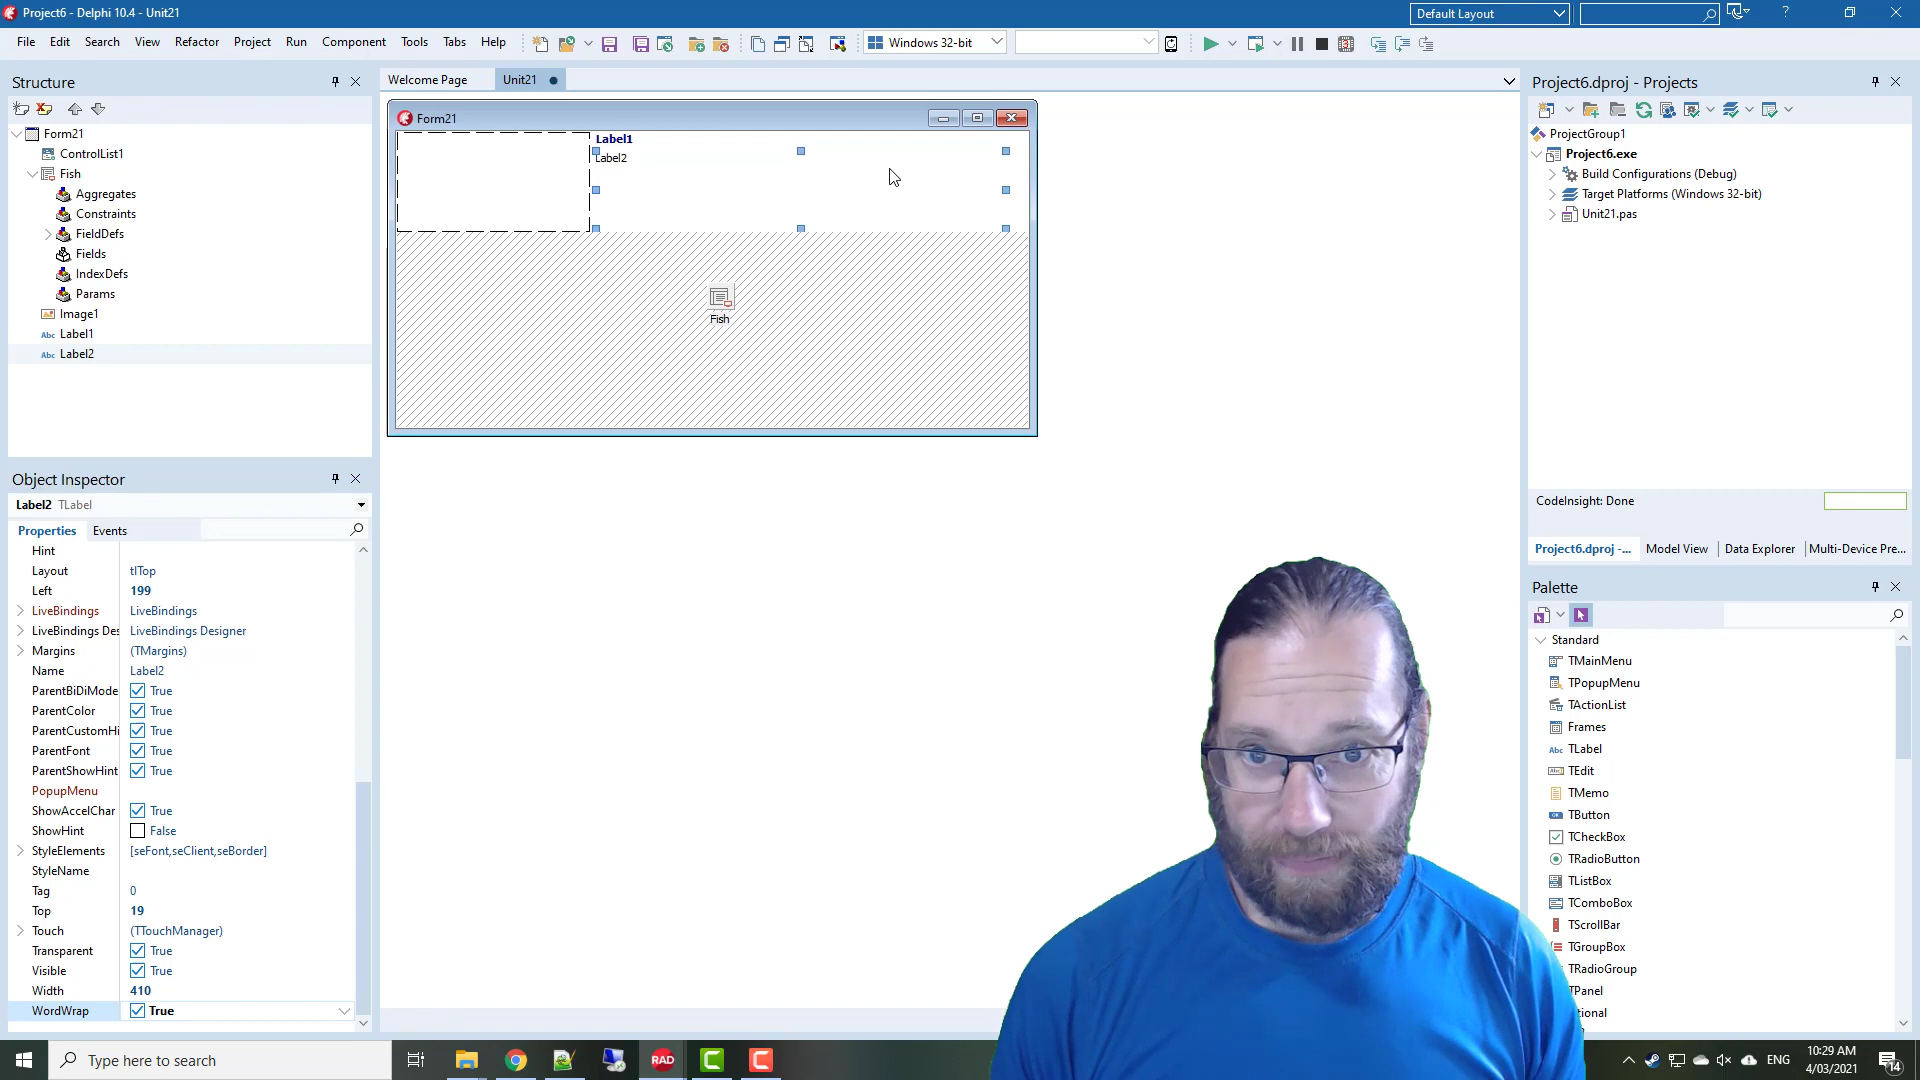 Project6 - Delphi 10.4 - Unit21
Default Layout
File Edit Search View Refactor Project Run Component Tools Tabs Help
Windows 32-bit
Structure
Form21
ControlList1
Fish
Aggregates
Constraints
FieldDefs
Fields
IndexDefs
Params
Image1
Label1
Label2
Welcome Page
Unit21
Form21
Label1
Label2
Fish
Object Inspector
Label2 TLabel
Properties Events
Hint
Layout tlTop
Left 199
LiveBindings LiveBindings
LiveBindings Des LiveBindings Designer
Margins (TMargins)
Name Label2
ParentBiDiMode True
ParentColor True
ParentCustomHi True
ParentFont True
ParentShowHint True
PopupMenu
ShowAccelChar True
ShowHint False
StyleElements [seFont,seClient,seBorder]
StyleName
Tag 0
Top 19
Touch (TTouchManager)
Transparent True
Visible True
Width 410
WordWrap True
Project6.dproj - Projects
ProjectGroup1
Project6.exe
Build Configurations (Debug)
Target Platforms (Windows 32-bit)
Unit21.pas
CodeInsight: Done
Project6.dproj -... Model View Data Explorer Multi-Device Pre...
Palette
Standard
TMainMenu
TPopupMenu
TActionList
Frames
TLabel
TEdit
TMemo
TButton
TCheckBox
TRadioButton
TListBox
TComboBox
TScrollBar
TGroupBox
TRadioGroup
TPanel
tional
Type here to search
RAD
ENG
10:29 AM
4/03/2021
14